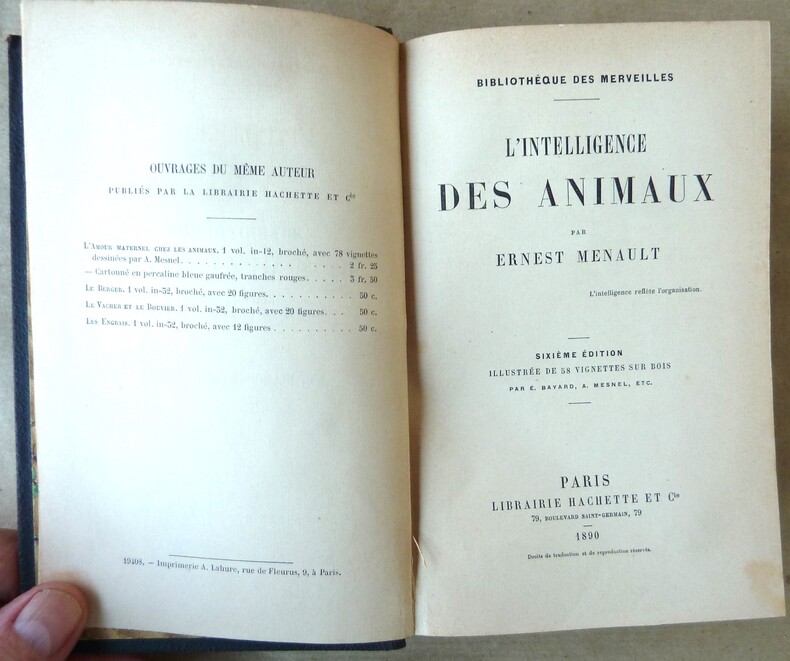 OUVRAGES DU MÊME AUTEUR
PUBLIÉS PAR LA LIBRAIRIE HACHETTE ET Cie
L'Amour maternel chez les animaux. 1 vol. in-12, broché, avec 78 vignettes
dessinées par A. Mesnel. . . . . . . . . . . . . . . . . . 2 fr. 25
— Cartonné en percaline bleue gaufrée, tranches rouges. . . . . 3 fr. 50
Le Berger. 1 vol. in-32, broché, avec 20 figures. . . . . . . . . . . 50 c.
Le Vacher et le Bouvier. 1 vol. in-32, broché, avec 20 figures. . . 50 c.
Les Engrais. 1 vol. in-32, broché, avec 12 figures . . . . . . . . . . 50 c.
19408. — Imprimerie A. Lahure, rue de Fleurus, 9, à Paris.
BIBLIOTHÈQUE DES MERVEILLES
L'INTELLIGENCE
DES ANIMAUX
PAR
ERNEST MENAULT
L'intelligence reflète l'organisation.
SIXIÈME ÉDITION
ILLUSTRÉE DE 58 VIGNETTES SUR BOIS
PAR E. BAYARD, A. MESNEL, ETC.
PARIS
LIBRAIRIE HACHETTE ET Cie
79, BOULEVARD SAINT-GERMAIN, 79
1890
Droits de traduction et de reproduction réservés.